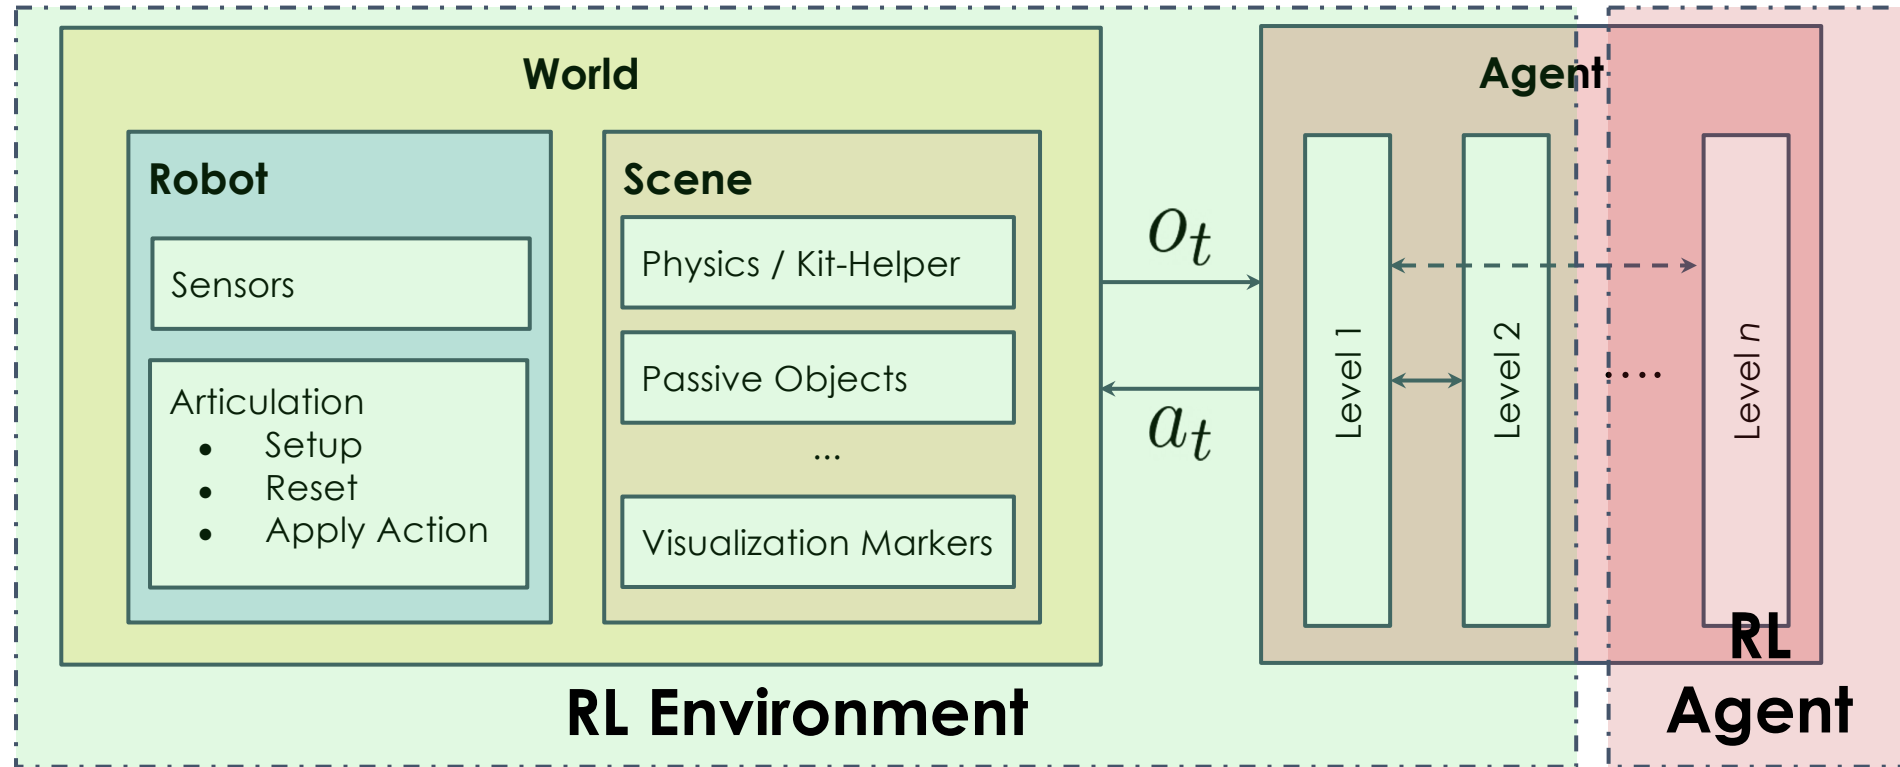 World
Robot
Sensors
Articulation
• Setup
• Reset
• Apply Action
Scene
Physics / Kit-Helper
Passive Objects
...
Visualization Markers
o_t
a_t
Agent
Level 1
Level 2
....
Level n
RL Environment
RL
Agent